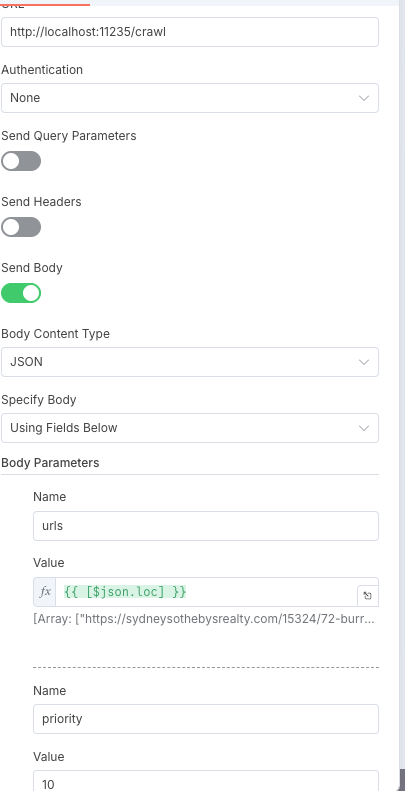 http://localhost:11235/crawl
Authentication
None
Send Query Parameters
Send Headers
Send Body
Body Content Type
JSON
Specify Body
Using Fields Below
Body Parameters
Name
urls
Value
fx {{ [$json.loc] }}
[Array: ["https://sydneysothebysrealty.com/15324/72-burr...
Name
priority
Value
10